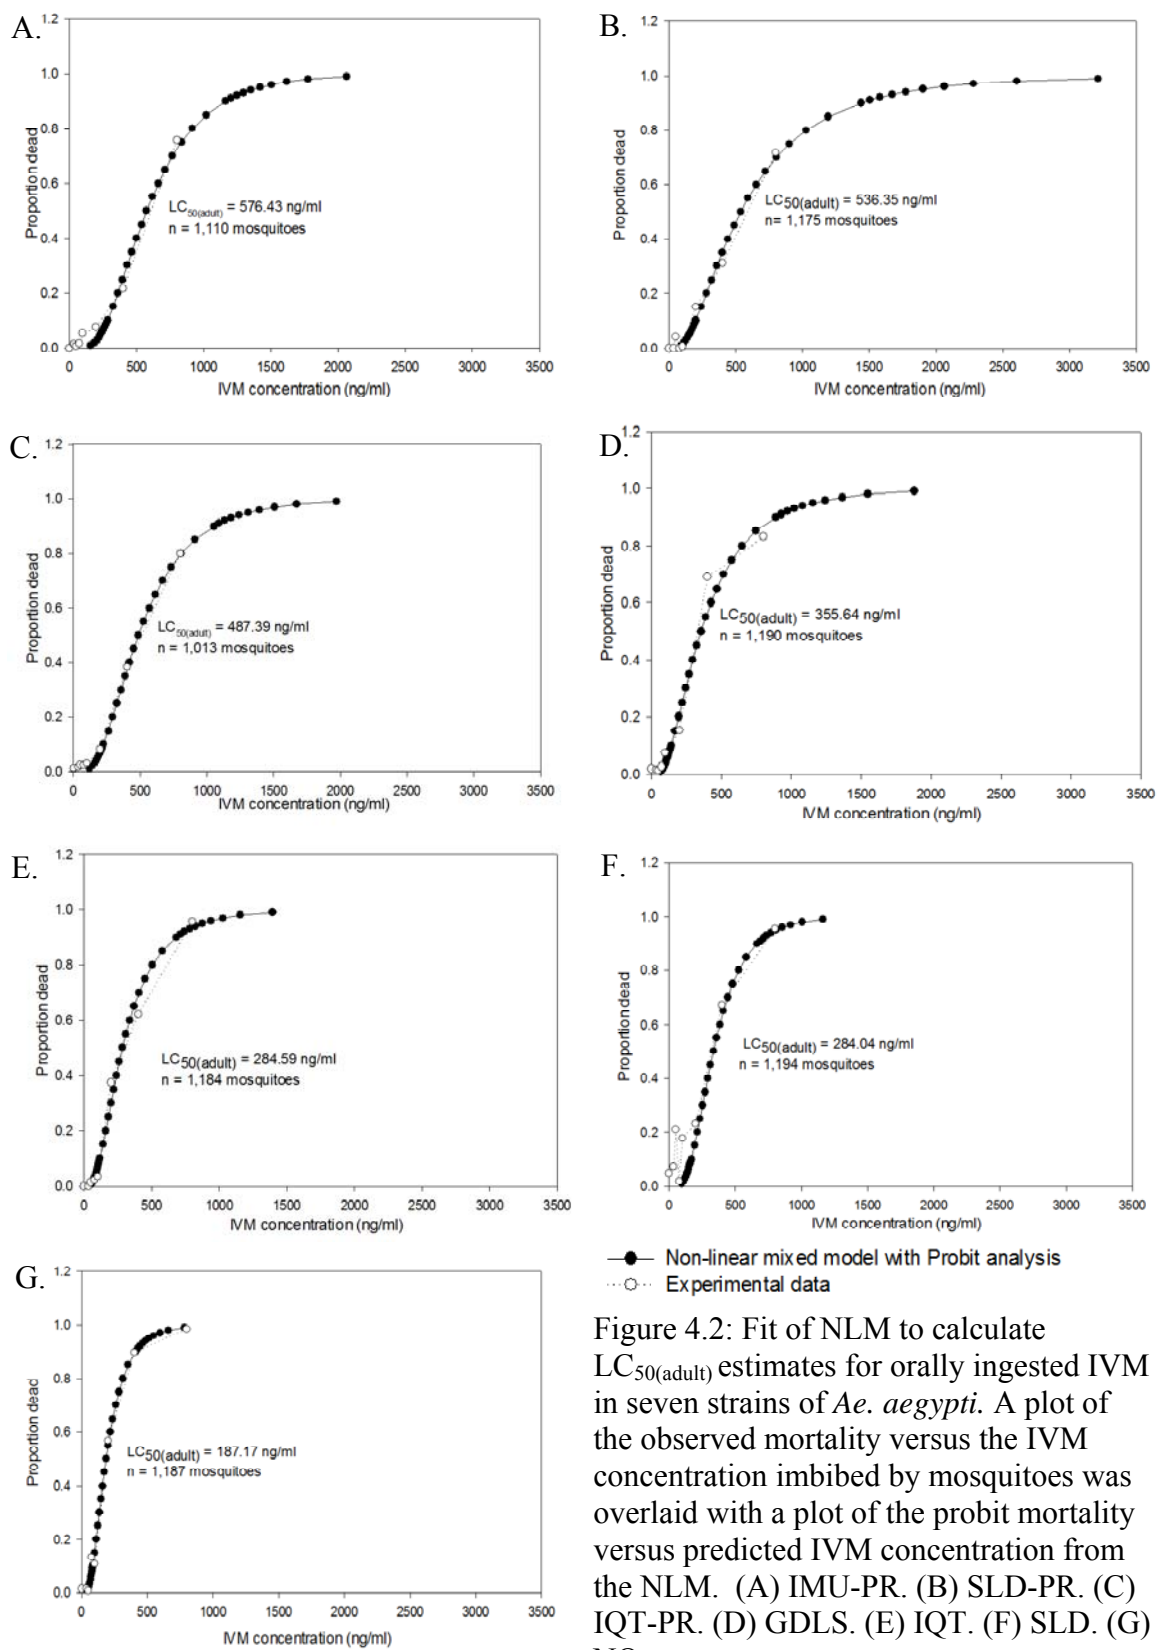 A.
1.2
1.0
0.8
0.6
0.4
0.2
0.0
Proportion dead
LC50(adult) = 576.43 ng/ml
n = 1,110 mosquitoes
0 500 1000 1500 2000 2500 3000 3500
IVM concentration (ng/ml)
B.
1.2
1.0
0.8
0.6
0.4
0.2
0.0
Proportion dead
LC50(adult) = 536.35 ng/ml
n= 1,175 mosquitoes
0 500 1000 1500 2000 2500 3000 3500
IVM concentration (ng/ml)
C.
1.2
1.0
0.8
0.6
0.4
0.2
0.0
Proportion dead
LC50(adult) = 487.39 ng/ml
n = 1,013 mosquitoes
0 500 1000 1500 2000 2500 3000 3500
IVM concentration (ng/ml)
D.
1.2
1.0
0.8
0.6
0.4
0.2
0.0
Proportion dead
LC50(adult) = 355.64 ng/ml
n = 1,190 mosquitoes
0 500 1000 1500 2000 2500 3000 3500
IVM concentration (ng/ml)
E.
1.2
1.0
0.8
0.6
0.4
0.2
0.0
Proportion dead
LC50(adult) = 284.59 ng/ml
n = 1,184 mosquitoes
0 500 1000 1500 2000 2500 3000 3500
IVM concentration (ng/ml)
F.
1.2
1.0
0.8
0.6
0.4
0.2
0.0
Proportion dead
LC50(adult) = 284.04 ng/ml
n = 1,194 mosquitoes
0 500 1000 1500 2000 2500 3000 3500
IVM concentration (ng/ml)
G.
1.2
1.0
0.8
0.6
0.4
0.2
0.0
Proportion dead
LC50(adult) = 187.17 ng/ml
n = 1,187 mosquitoes
0 500 1000 1500 2000 2500 3000 3500
IVM concentration (ng/ml)
Non-linear mixed model with Probit analysis
Experimental data
Figure 4.2: Fit of NLM to calculate
LC50(adult) estimates for orally ingested IVM
in seven strains of Ae. aegypti. A plot of
the observed mortality versus the IVM
concentration imbibed by mosquitoes was
overlaid with a plot of the probit mortality
versus predicted IVM concentration from
the NLM. (A) IMU-PR. (B) SLD-PR. (C)
IQT-PR. (D) GDLS. (E) IQT. (F) SLD. (G)